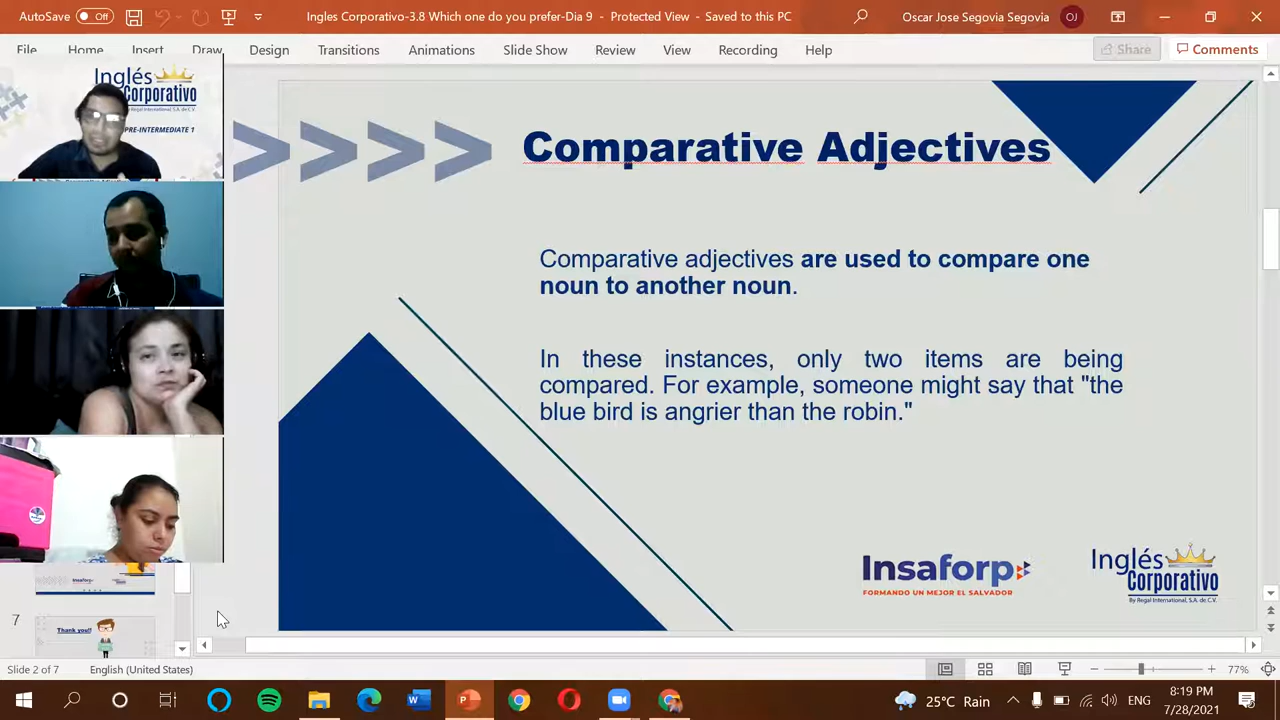 AutoSave Off Ingles Corporativo-3.8 Which one do you prefer-Dia 9 - Protected View - Saved to this PC Oscar Jose Segovia Segovia OJ
File Home Insert Draw Design Transitions Animations Slide Show Review View Recording Help Share Comments
Inglés
Corporativo
By Regal International, S.A. de C.V.
PRE-INTERMEDIATE 1
Comparative Adjectives
Comparative adjectives are used to compare one
noun to another noun.
In these instances, only two items are being
compared. For example, someone might say that "the
blue bird is angrier than the robin."
Insaforp
FORMANDO UN MEJOR EL SALVADOR
Inglés
Corporativo
By Regal International, S.A. de C.V.
7
Thank you!!
Slide 2 of 7 English (United States) 77%
25°C Rain ENG 8:19 PM
7/28/2021